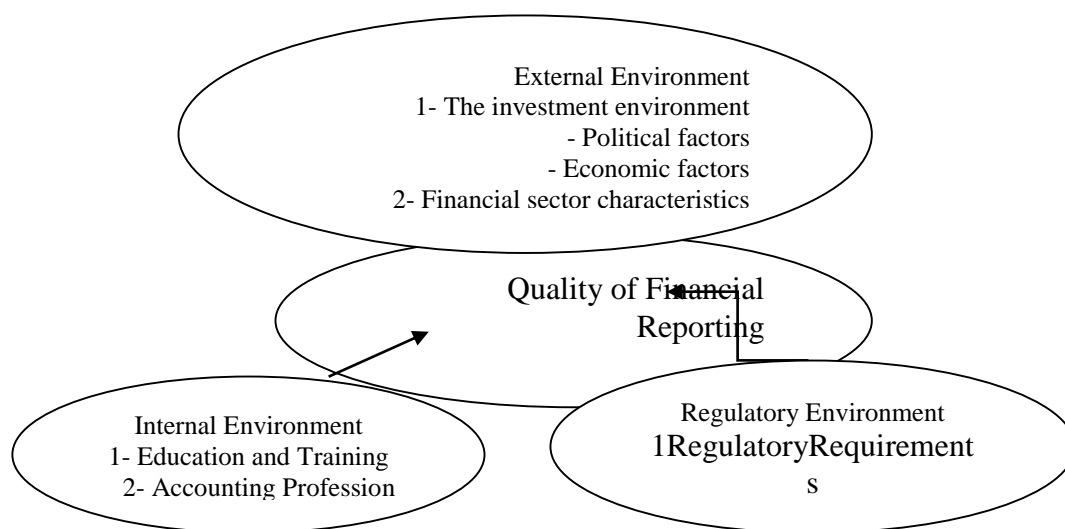 External Environment
1- The investment environment
- Political factors
- Economic factors
2- Financial sector characteristics
Quality of Financial
Reporting
Internal Environment
1- Education and Training
2- Accounting Profession
Regulatory Environment
1RegulatoryRequirement
s